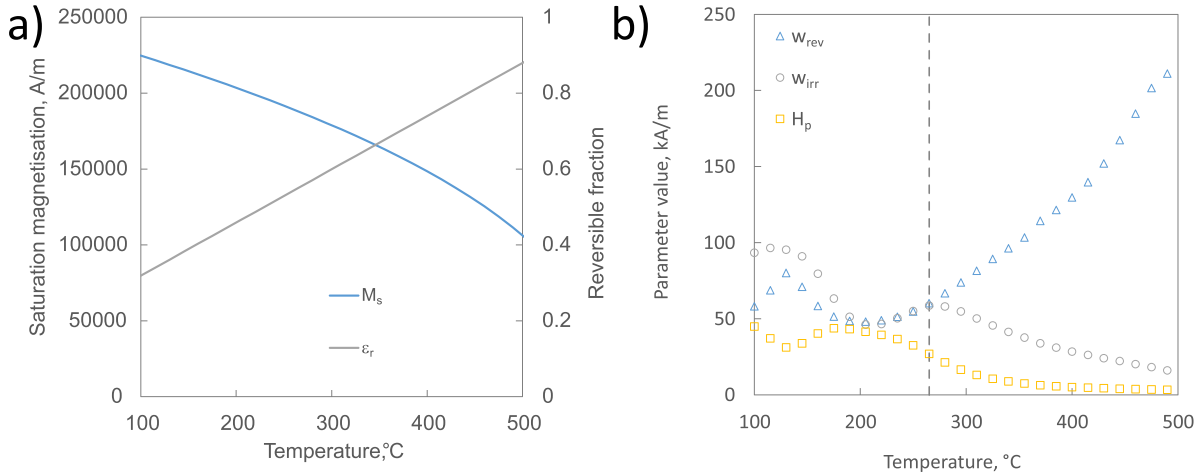 a)
Saturation magnetisation, A/m
250000
200000
150000
100000
50000
0
100
200
300
400
500
Temperature,°C
1
0.8
0.6
0.4
0.2
0
Reversible fraction
Ms
εr
b)
Parameter value, kA/m
250
200
150
100
50
0
100
200
300
400
500
Temperature, °C
wrev
wirr
Hp